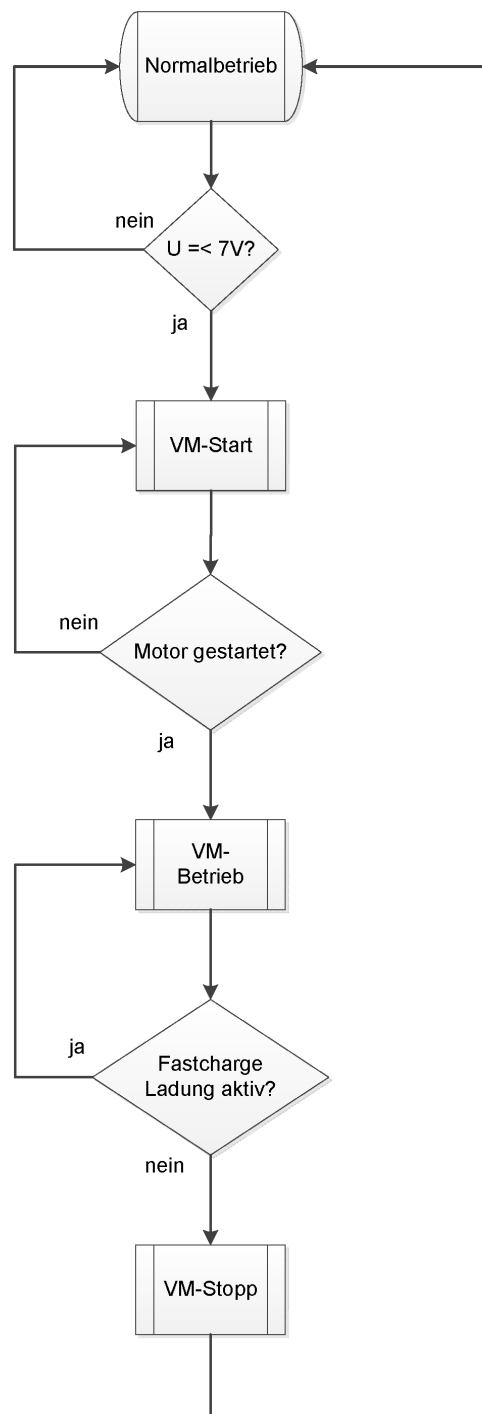 Normalbetrieb
nein
U =< 7V?
ja
VM-Start
nein
Motor gestartet?
ja
VM-
Betrieb
ja
Fastcharge
Ladung aktiv?
nein
VM-Stopp